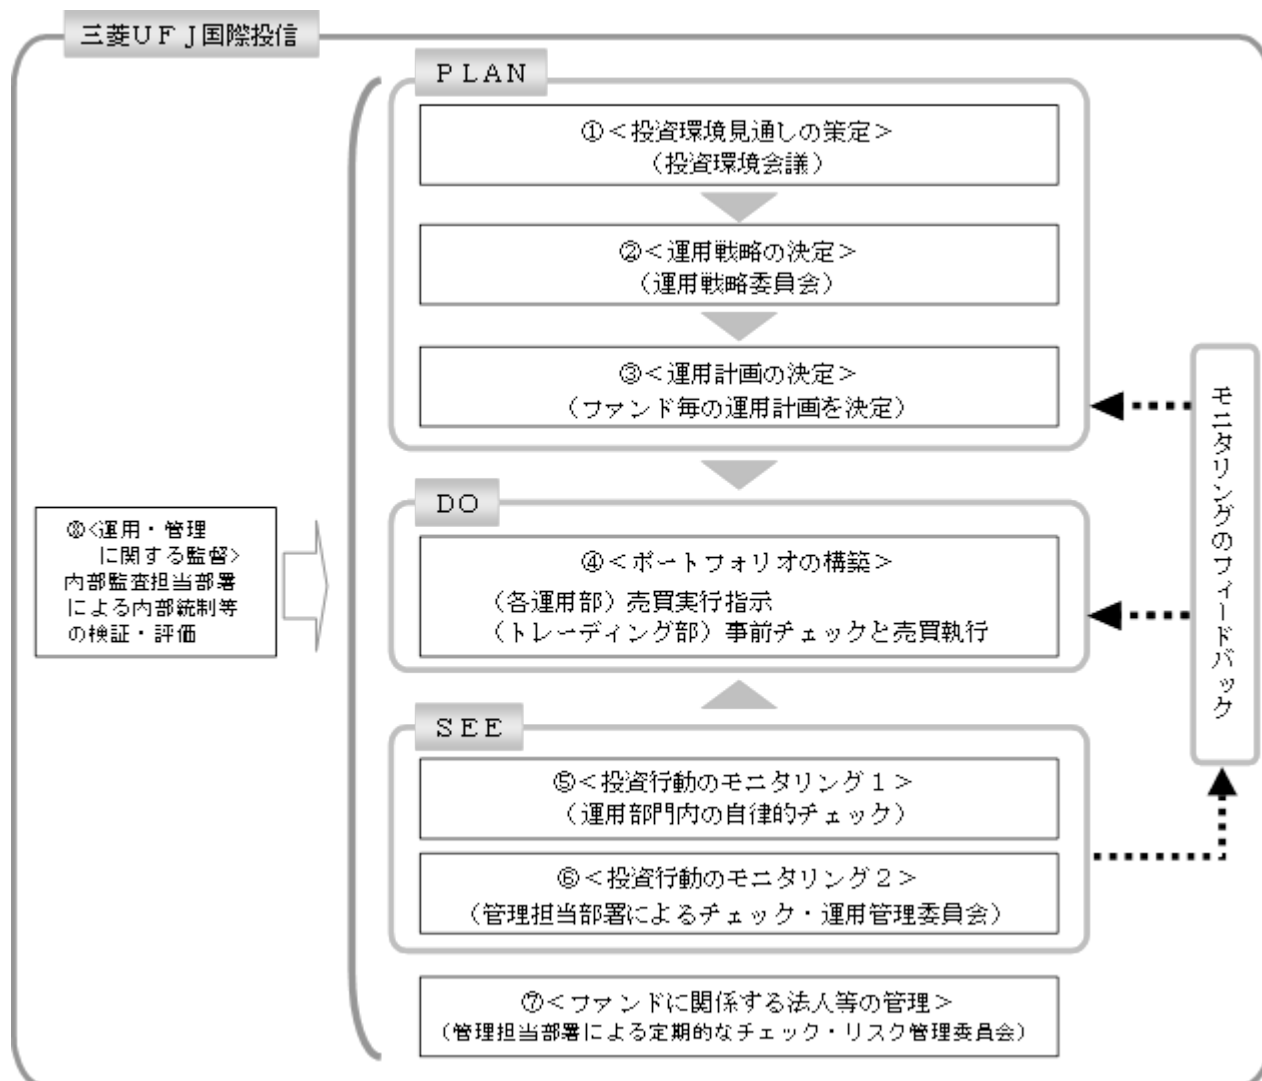 三菱ＵＦＪ国際投信
ＰＬＡＮ
①＜投資環境見通しの策定＞
（投資環境会議）
②＜運用戦略の決定＞
（運用戦略委員会）
③＜運用計画の決定＞
（ファンド毎の運用計画を決定）
ＤＯ
④＜ポートフォリオの構築＞
（各運用部）売買実行指示
（トレーディング部）事前チェックと売買執行
ＳＥＥ
⑤＜投資行動のモニタリング１＞
（運用部門内の自律的チェック）
⑥＜投資行動のモニタリング２＞
（管理担当部署によるチェック・運用管理委員会）
⑦＜ファンドに関係する法人等の管理＞
（管理担当部署による定期的なチェック・リスク管理委員会）
⑧<運用・管理
に関する監督>
内部監査担当部署
による内部統制等
の検証・評価
モニタリングのフィードバック